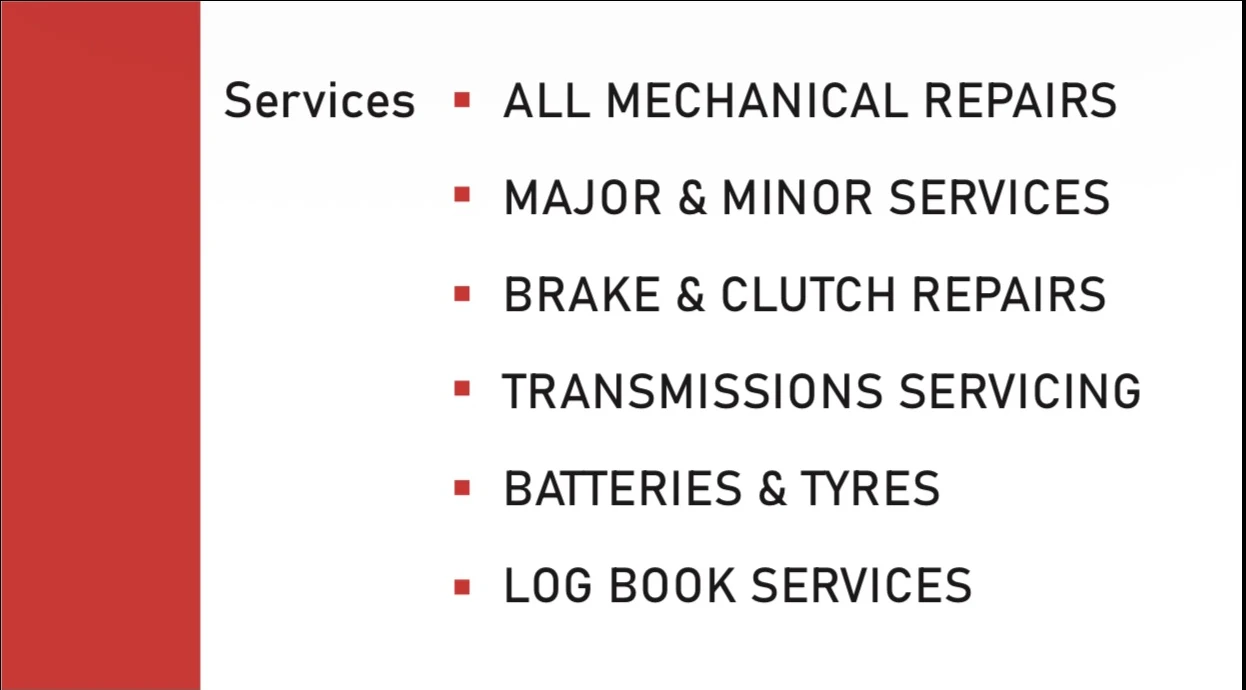 Services ▪ ALL MECHANICAL REPAIRS
▪ MAJOR & MINOR SERVICES
▪ BRAKE & CLUTCH REPAIRS
▪ TRANSMISSIONS SERVICING
▪ BATTERIES & TYRES
▪ LOG BOOK SERVICES